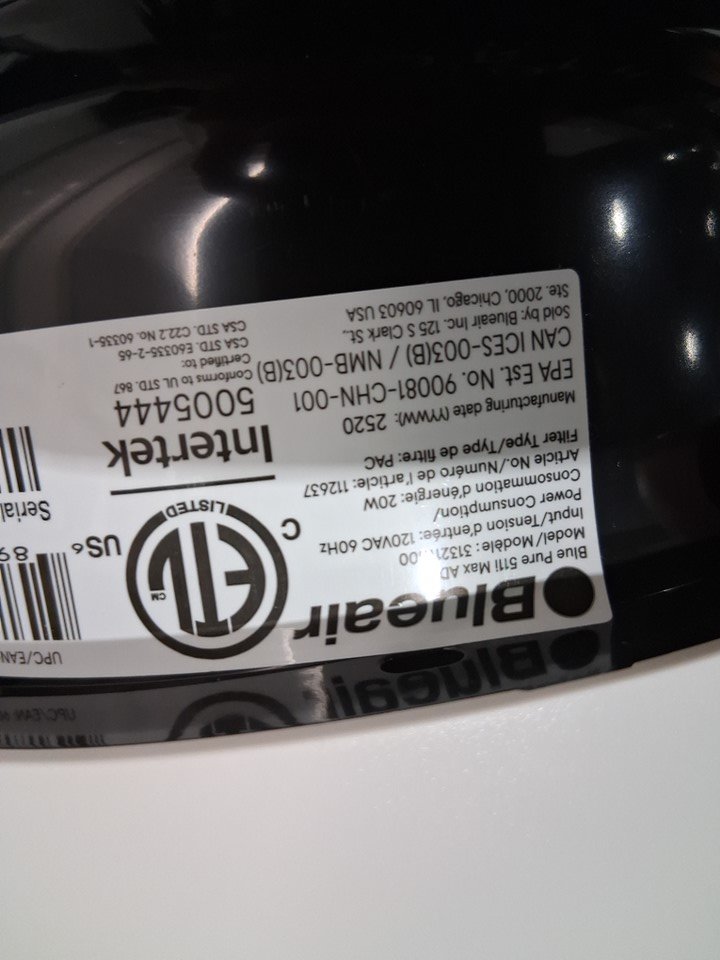 Blueair
Blue Pure 511i Max AD
Model/ Modèle:
Input/Tension d'entrée: 120VAC 60Hz
Power Consumption/
Consommation d'énergie: 20W
Article No./Numéro de l'article: 112637
Filter Type/Type de filtre: PAC
Manufacturing date (YWW): 2520
EPA Est. No. 90081-CHN-001
CAN ICES-003(B) / NMB-003(B)
Sold by: Blueair Inc. 125 S Clark St.,
Ste. 2000, Chicago, IL 60603 USA
C ETL CM LISTED US
Intertek
5005444
Conforms to UL STD. 867
Certified to:
CSA STD. E60335-2-65
CSA STD. C22.2 No. 60335-1
UPC/EAN
Serial